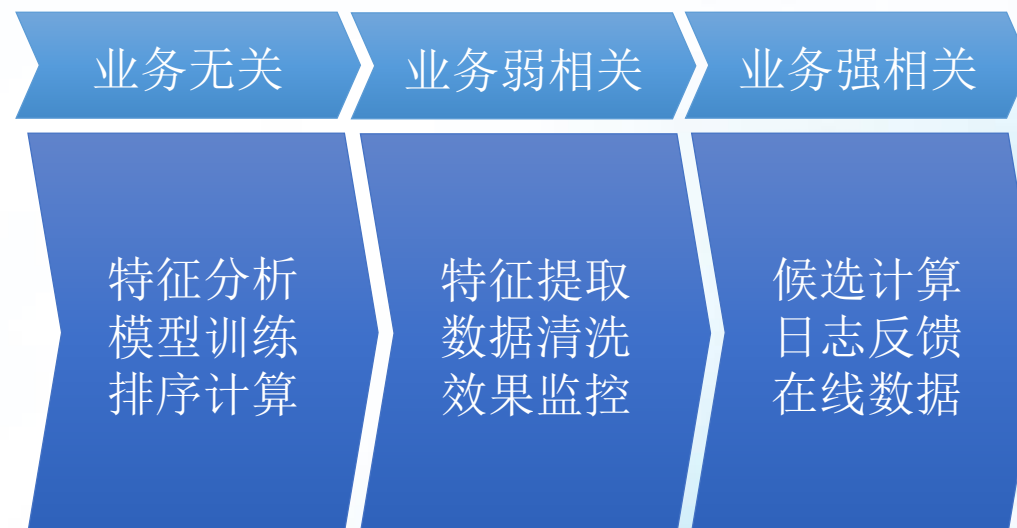 业务无关
业务弱相关
业务强相关
特征分析
模型训练
排序计算
特征提取
数据清洗
效果监控
候选计算
日志反馈
在线数据